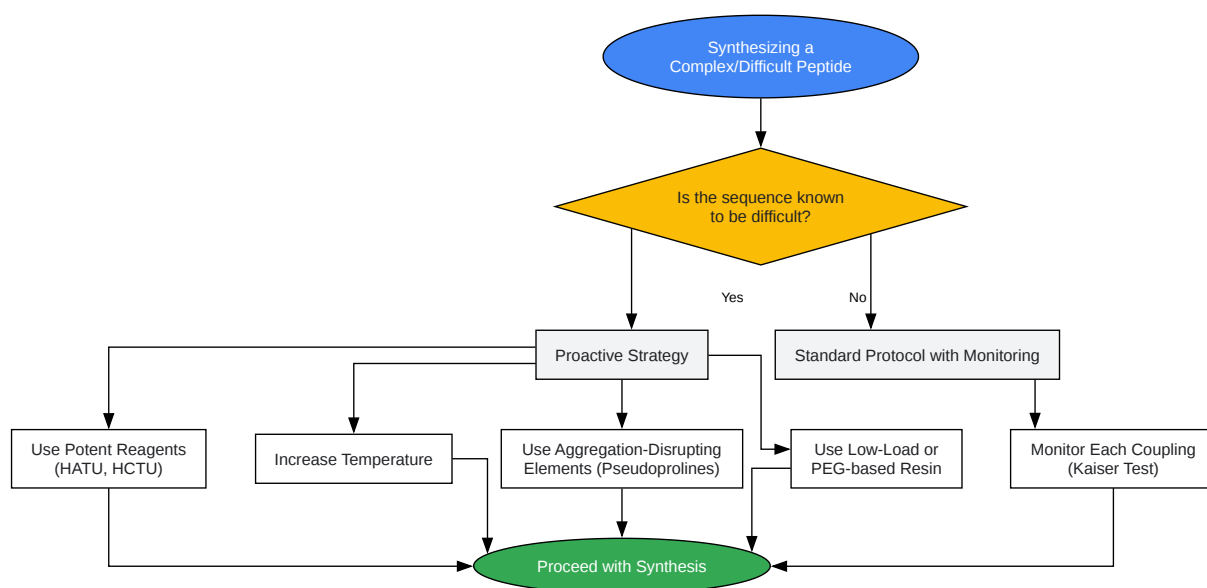 Synthesizing a
Complex/Difficult Peptide
Is the sequence known
to be difficult?
Yes
No
Proactive Strategy
Standard Protocol with Monitoring
Use Potent Reagents
(HATU, HCTU)
Increase Temperature
Use Aggregation-Disrupting
Elements (Pseudoprolines)
Use Low-Load or
PEG-based Resin
Monitor Each Coupling
(Kaiser Test)
Proceed with Synthesis